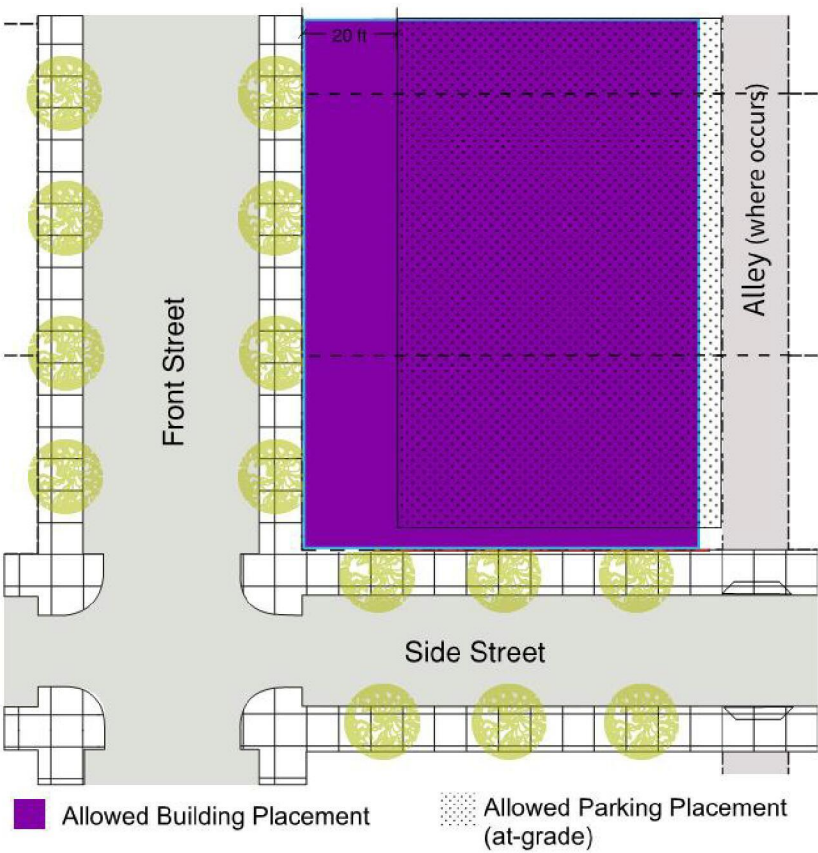 20 ft
Alley (where occurs)
Front Street
Side Street
Allowed Building Placement
Allowed Parking Placement
(at-grade)